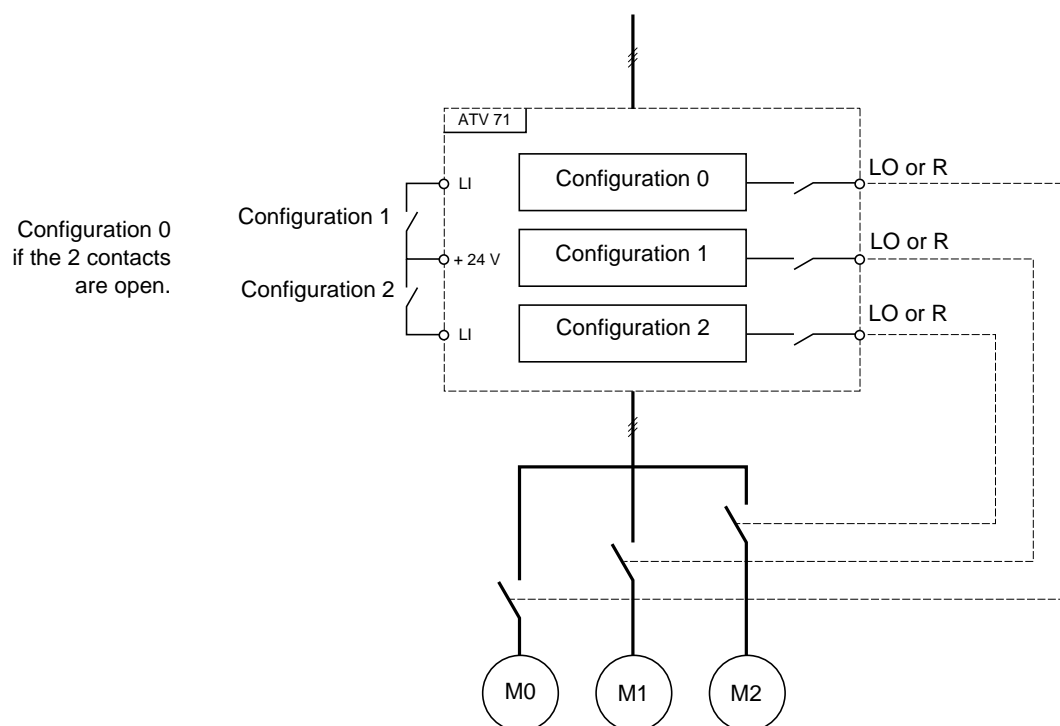 ATV 71
LI
Configuration 0
LO or R
Configuration 0
if the 2 contacts
are open.
Configuration 1
+ 24 V
Configuration 1
LO or R
Configuration 2
LI
Configuration 2
LO or R
M0
M1
M2